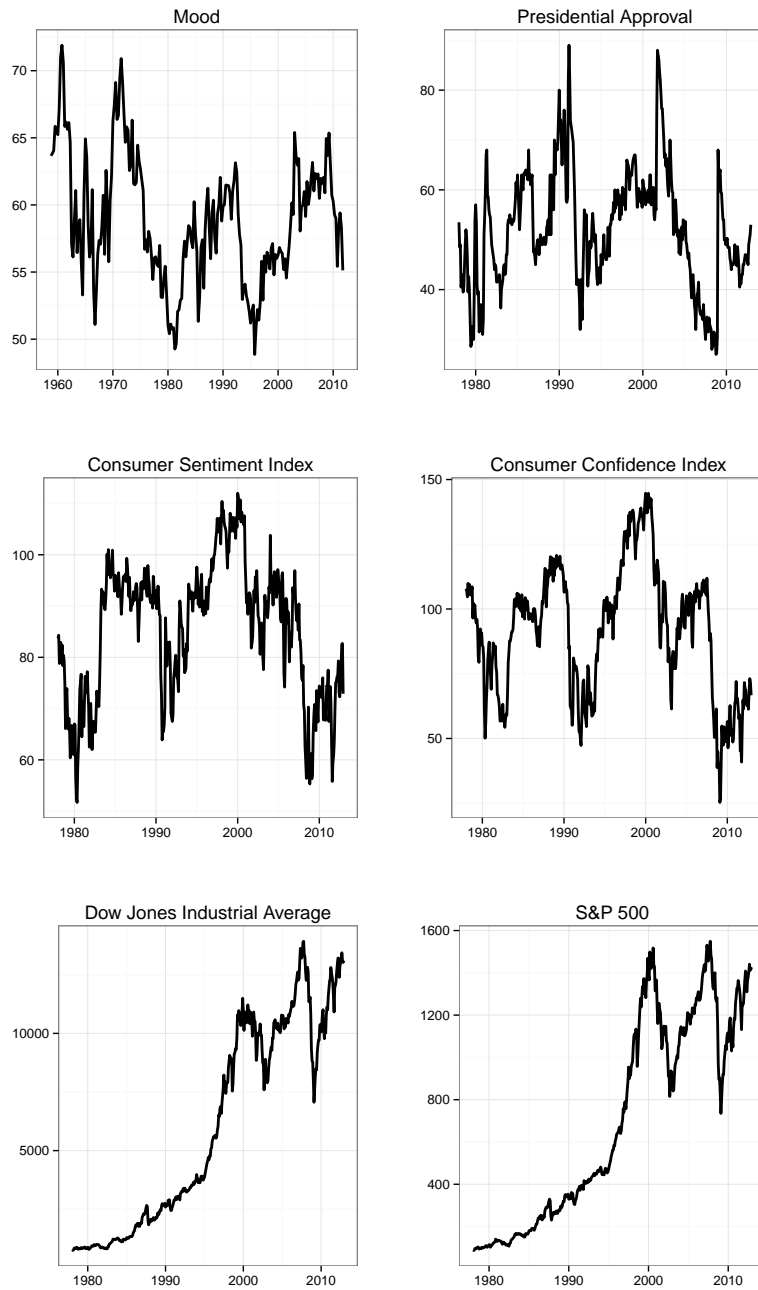 Mood
70
65
60
55
50
1960 1970 1980 1990 2000 2010
Presidential Approval
80
60
40
1980 1990 2000 2010
Consumer Sentiment Index
100
80
60
1980 1990 2000 2010
Consumer Confidence Index
150
100
50
1980 1990 2000 2010
Dow Jones Industrial Average
10000
5000
1980 1990 2000 2010
S&P 500
1600
1200
800
400
1980 1990 2000 2010